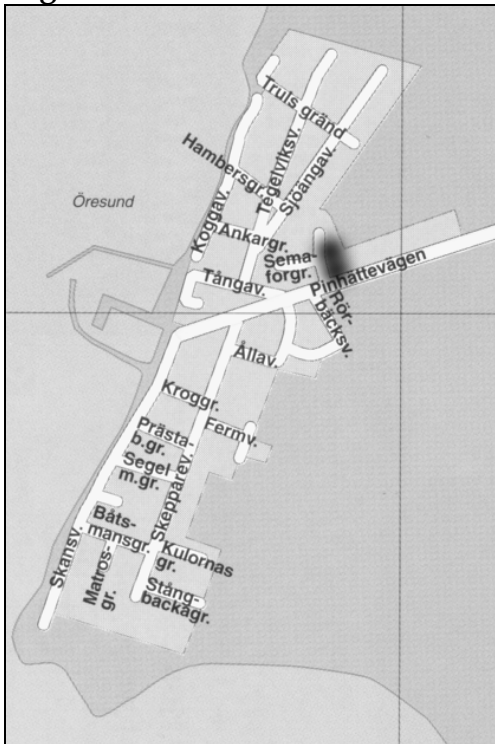 Truls gränd
Hambersgr.
Tegelviksv.
Sjöängav.
Öresund
Koggav.
Ankargr.
Sema-
forgr.
Pinhättevägen
Tångav.
Rör-
bäcksv.
Ållav.
Kroggr.
Prästa-
b.gr.
Fermv.
Segel
m.gr.
Skepparev.
Båts-
mansgr.
Kulornas
gr.
Skansv.
Matros-
gr.
Stång-
backagr.